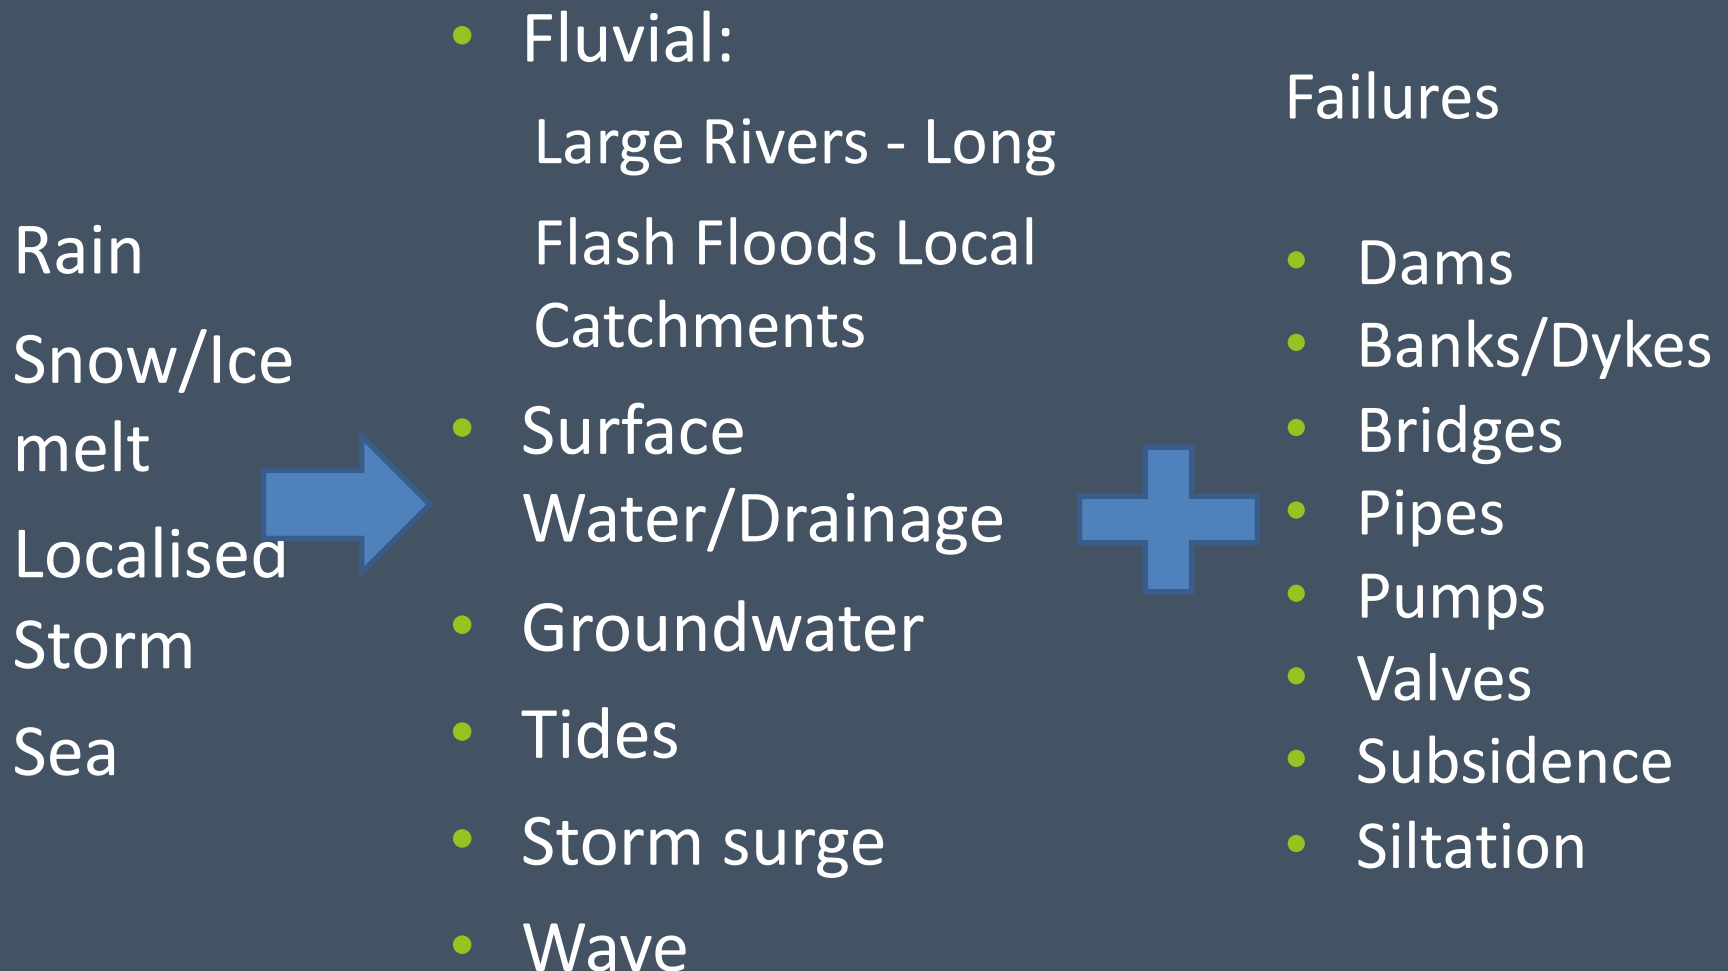 Rain
Snow/Ice
melt
Localised
Storm
Sea
• Fluvial:
Large Rivers - Long
Flash Floods Local
Catchments
• Surface
Water/Drainage
• Groundwater
• Tides
• Storm surge
• Wave
Failures
• Dams
• Banks/Dykes
• Bridges
• Pipes
• Pumps
• Valves
• Subsidence
• Siltation